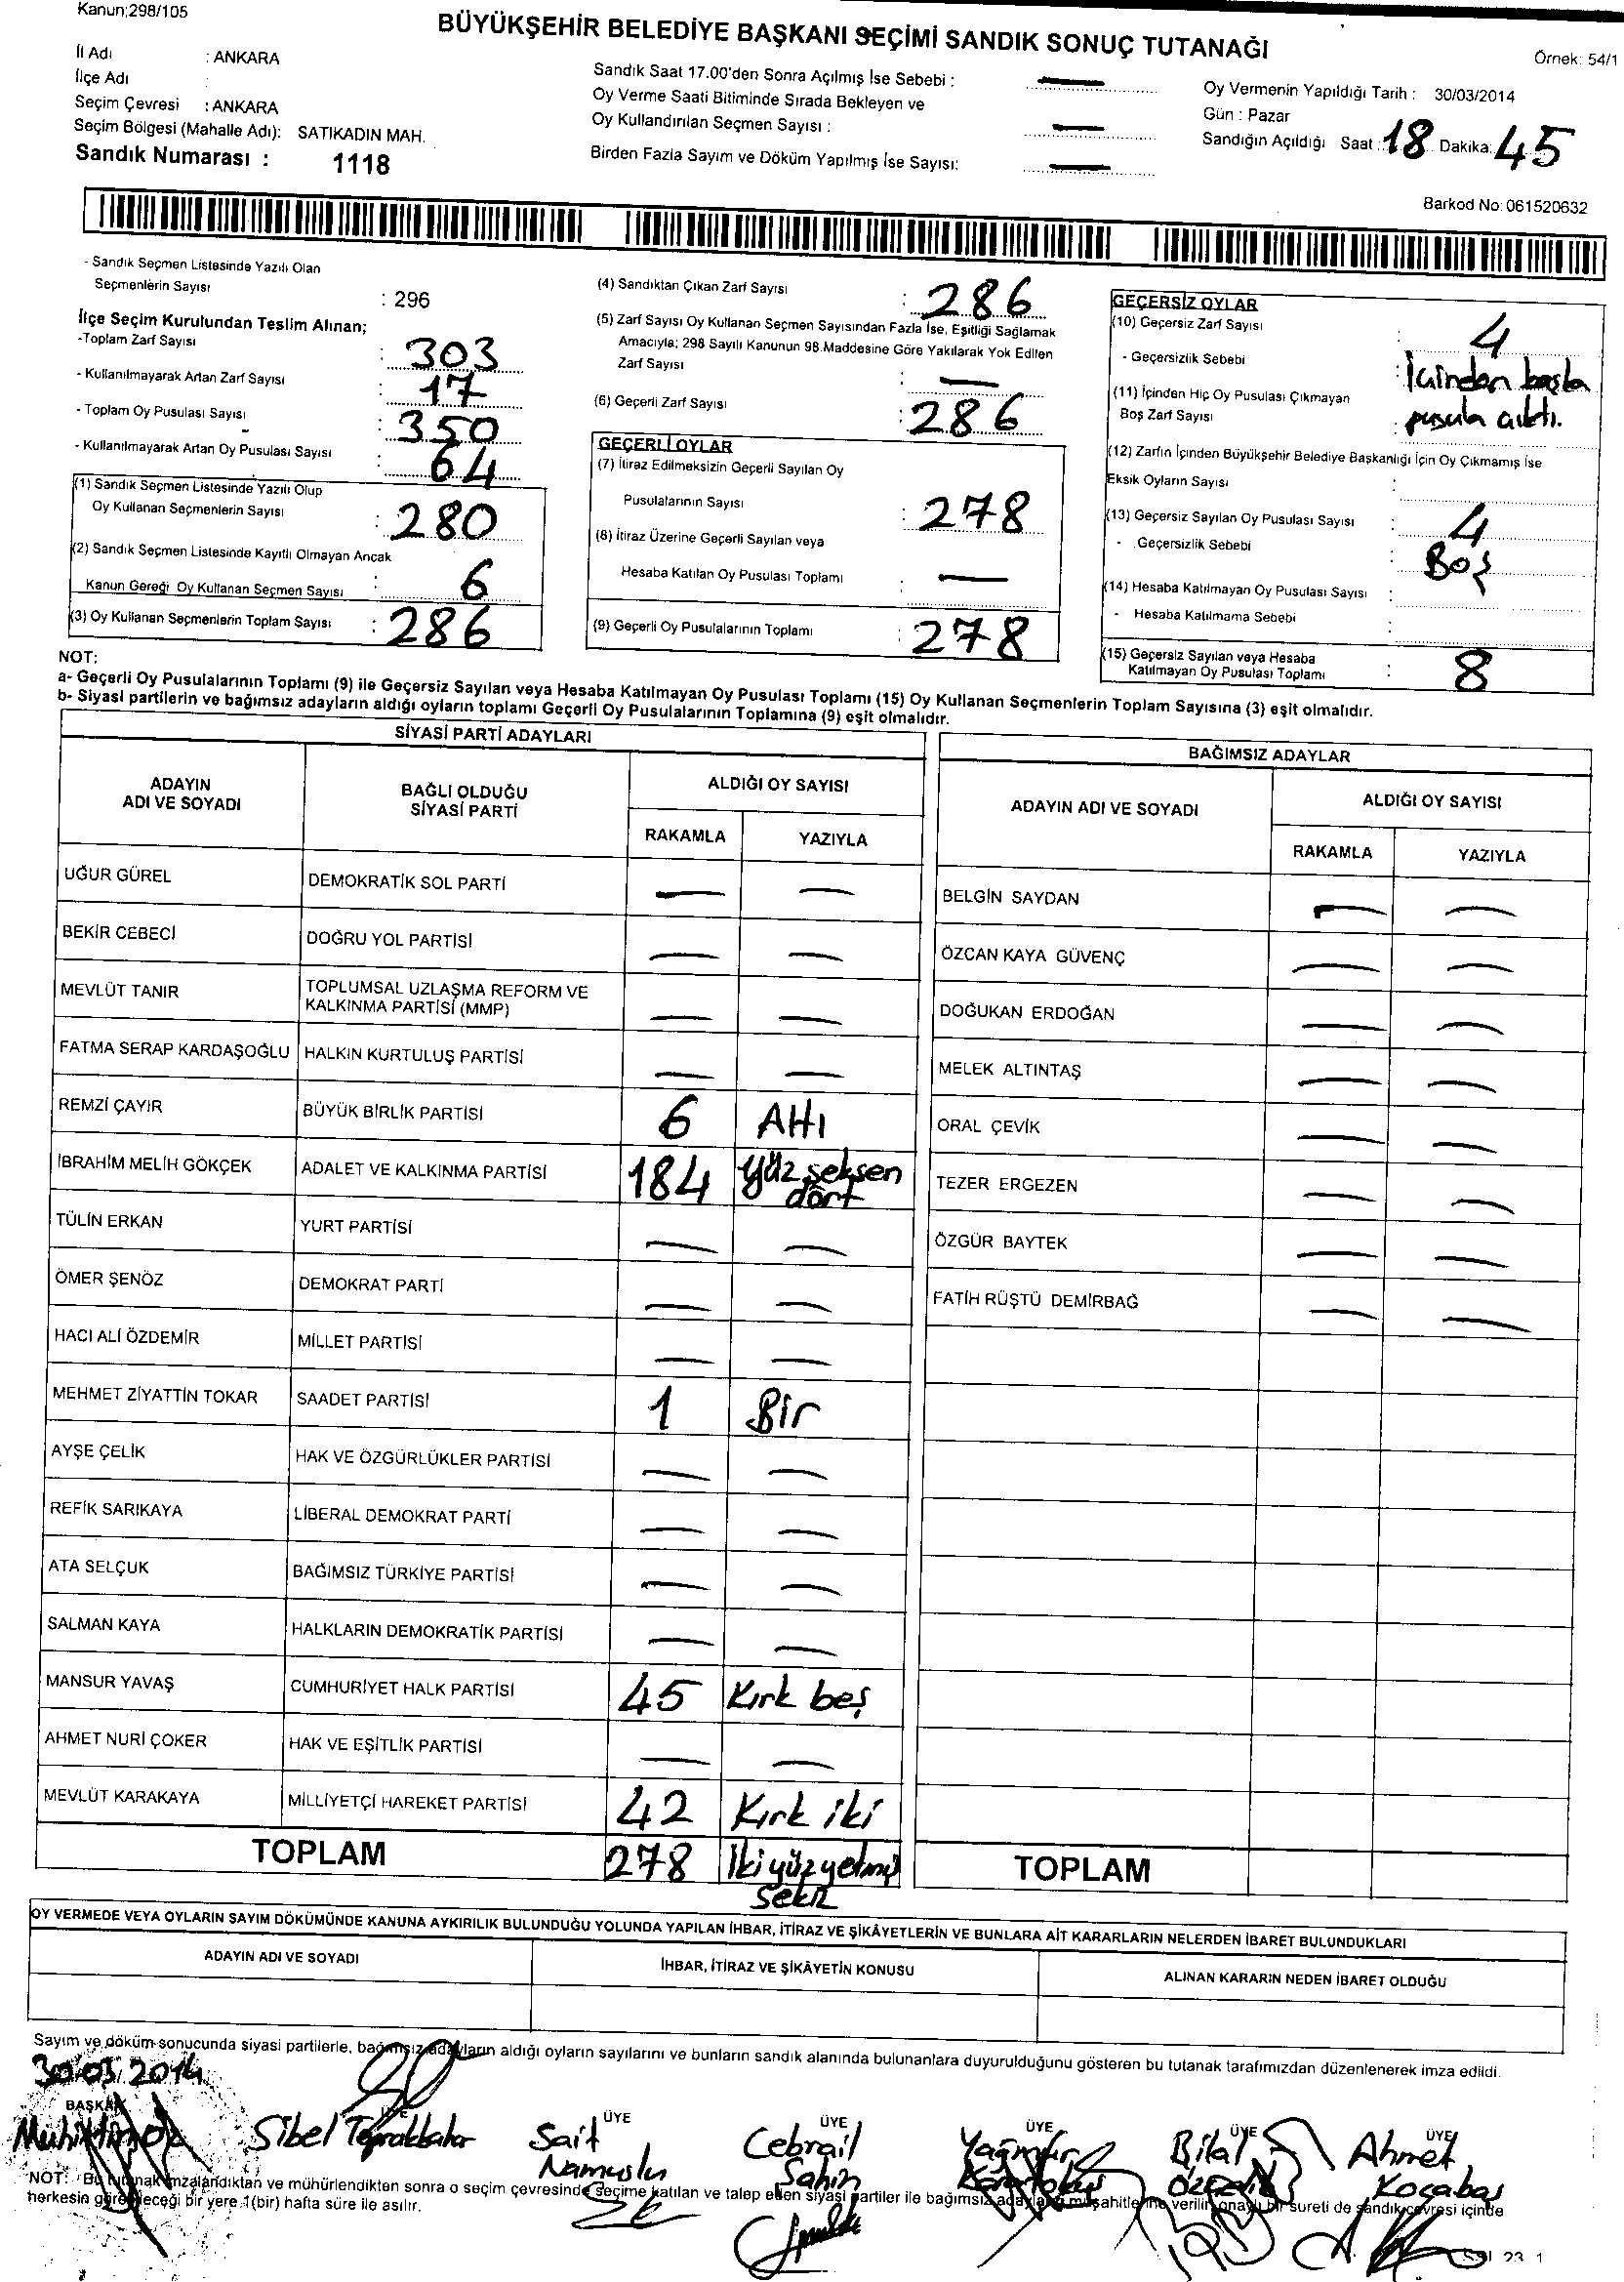 Kanun;298/105
BÜYÜKŞEHİR BELEDİYE BAŞKANI SEÇİMİ SANDIK SONUÇ TUTANAĞI
Örnek: 54/1
İl Adı : ANKARA
İlçe Adı :
Seçim Çevresi : ANKARA
Seçim Bölgesi (Mahalle Adı): SATIKADIN MAH.
Sandık Numarası : 1118
Sandık Saat 17.00'den Sonra Açılmış İse Sebebi : —
Oy Verme Saati Bitiminde Sırada Bekleyen ve
Oy Kullandırılan Seçmen Sayısı : —
Birden Fazla Sayım ve Döküm Yapılmış İse Sayısı: —
Oy Vermenin Yapıldığı Tarih : 30/03/2014
Gün : Pazar
Sandığın Açıldığı Saat : 18 Dakika: 45
Barkod No: 061520632
- Sandık Seçmen Listesinde Yazılı Olan
Seçmenlerin Sayısı : 296
İlçe Seçim Kurulundan Teslim Alınan;
-Toplam Zarf Sayısı : 303
- Kullanılmayarak Artan Zarf Sayısı : 17
- Toplam Oy Pusulası Sayısı : 350
- Kullanılmayarak Artan Oy Pusulası Sayısı : 64
(1) Sandık Seçmen Listesinde Yazılı Olup
Oy Kullanan Seçmenlerin Sayısı : 280
(2) Sandık Seçmen Listesinde Kayıtlı Olmayan Ancak
Kanun Gereği Oy Kullanan Seçmen Sayısı : 6
(3) Oy Kullanan Seçmenlerin Toplam Sayısı : 286
(4) Sandıktan Çıkan Zarf Sayısı : 286
(5) Zarf Sayısı Oy Kullanan Seçmen Sayısından Fazla İse, Eşitliği Sağlamak
Amacıyla; 298 Sayılı Kanunun 98.Maddesine Göre Yakılarak Yok Edilen
Zarf Sayısı : —
(6) Geçerli Zarf Sayısı : 286
GEÇERLİ OYLAR
(7) İtiraz Edilmeksizin Geçerli Sayılan Oy
Pusulalarının Sayısı : 278
(8) İtiraz Üzerine Geçerli Sayılan veya
Hesaba Katılan Oy Pusulası Toplamı : —
(9) Geçerli Oy Pusulalarının Toplamı : 278
GEÇERSİZ OYLAR
(10) Geçersiz Zarf Sayısı : 4
- Geçersizlik Sebebi : İçinden başka
(11) İçinden Hiç Oy Pusulası Çıkmayan
Boş Zarf Sayısı : pusula çıktı.
(12) Zarfın İçinden Büyükşehir Belediye Başkanlığı İçin Oy Çıkmamış İse
Eksik Oyların Sayısı :
(13) Geçersiz Sayılan Oy Pusulası Sayısı : 4
- Geçersizlik Sebebi : Boş
(14) Hesaba Katılmayan Oy Pusulası Sayısı :
- Hesaba Katılmama Sebebi :
(15) Geçersiz Sayılan veya Hesaba
Katılmayan Oy Pusulası Toplamı : 8
NOT:
a- Geçerli Oy Pusulalarının Toplamı (9) ile Geçersiz Sayılan veya Hesaba Katılmayan Oy Pusulası Toplamı (15) Oy Kullanan Seçmenlerin Toplam Sayısına (3) eşit olmalıdır.
b- Siyasi partilerin ve bağımsız adayların aldığı oyların toplamı Geçerli Oy Pusulalarının Toplamına (9) eşit olmalıdır.
SİYASİ PARTİ ADAYLARI
ADAYIN ADI VE SOYADI BAĞLI OLDUĞU SİYASİ PARTİ ALDIĞI OY SAYISI
RAKAMLA YAZIYLA
UĞUR GÜREL DEMOKRATİK SOL PARTİ — —
BEKİR CEBECİ DOĞRU YOL PARTİSİ — —
MEVLÜT TANIR TOPLUMSAL UZLAŞMA REFORM VE KALKINMA PARTİSİ (MMP) — —
FATMA SERAP KARDAŞOĞLU HALKIN KURTULUŞ PARTİSİ — —
REMZİ ÇAYIR BÜYÜK BİRLİK PARTİSİ 6 Altı
İBRAHİM MELİH GÖKÇEK ADALET VE KALKINMA PARTİSİ 184 Yüz seksen dört
TÜLİN ERKAN YURT PARTİSİ — —
ÖMER ŞENÖZ DEMOKRAT PARTİ — —
HACI ALİ ÖZDEMİR MİLLET PARTİSİ — —
MEHMET ZİYATTİN TOKAR SAADET PARTİSİ 1 Bir
AYŞE ÇELİK HAK VE ÖZGÜRLÜKLER PARTİSİ — —
REFİK SARIKAYA LİBERAL DEMOKRAT PARTİ — —
ATA SELÇUK BAĞIMSIZ TÜRKİYE PARTİSİ — —
SALMAN KAYA HALKLARIN DEMOKRATİK PARTİSİ — —
MANSUR YAVAŞ CUMHURİYET HALK PARTİSİ 45 Kırk beş
AHMET NURİ ÇOKER HAK VE EŞİTLİK PARTİSİ — —
MEVLÜT KARAKAYA MİLLİYETÇİ HAREKET PARTİSİ 42 Kırk iki
TOPLAM 278 İki yüz yetmiş sekiz
BAĞIMSIZ ADAYLAR
ADAYIN ADI VE SOYADI ALDIĞI OY SAYISI
RAKAMLA YAZIYLA
BELGİN SAYDAN — —
ÖZCAN KAYA GÜVENÇ — —
DOĞUKAN ERDOĞAN — —
MELEK ALTINTAŞ — —
ORAL ÇEVİK — —
TEZER ERGEZEN — —
ÖZGÜR BAYTEK — —
FATİH RÜŞTÜ DEMİRBAĞ — —
TOPLAM
OY VERMEDE VEYA OYLARIN SAYIM DÖKÜMÜNDE KANUNA AYKIRILIK BULUNDUĞU YOLUNDA YAPILAN İHBAR, İTİRAZ VE ŞİKÂYETLERİN VE BUNLARA AİT KARARLARIN NELERDEN İBARET BULUNDUKLARI
ADAYIN ADI VE SOYADI İHBAR, İTİRAZ VE ŞİKÂYETİN KONUSU ALINAN KARARIN NEDEN İBARET OLDUĞU
Sayım ve döküm sonucunda siyasi partilerle, bağımsız adayların aldığı oyların sayılarını ve bunların sandık alanında bulunanlara duyurulduğunu gösteren bu tutanak tarafımızdan düzenlenerek imza edildi.
30.03.2014
BAŞKAN ÜYE ÜYE ÜYE ÜYE ÜYE ÜYE
Sibel Toprakkalar
Sait Namuslu
Cebrail Şahin
Yağmur
Bilal
Ahmet Kocabaş
NOT: Bu tutanak imzalandıktan ve mühürlendikten sonra o seçim çevresinde seçime katılan ve talep eden siyasi partiler ile bağımsız adayların müşahitlerine verilir, onaylı bir sureti de sandık çevresi içinde
herkesin görebileceği bir yere 1(bir) hafta süre ile asılır.